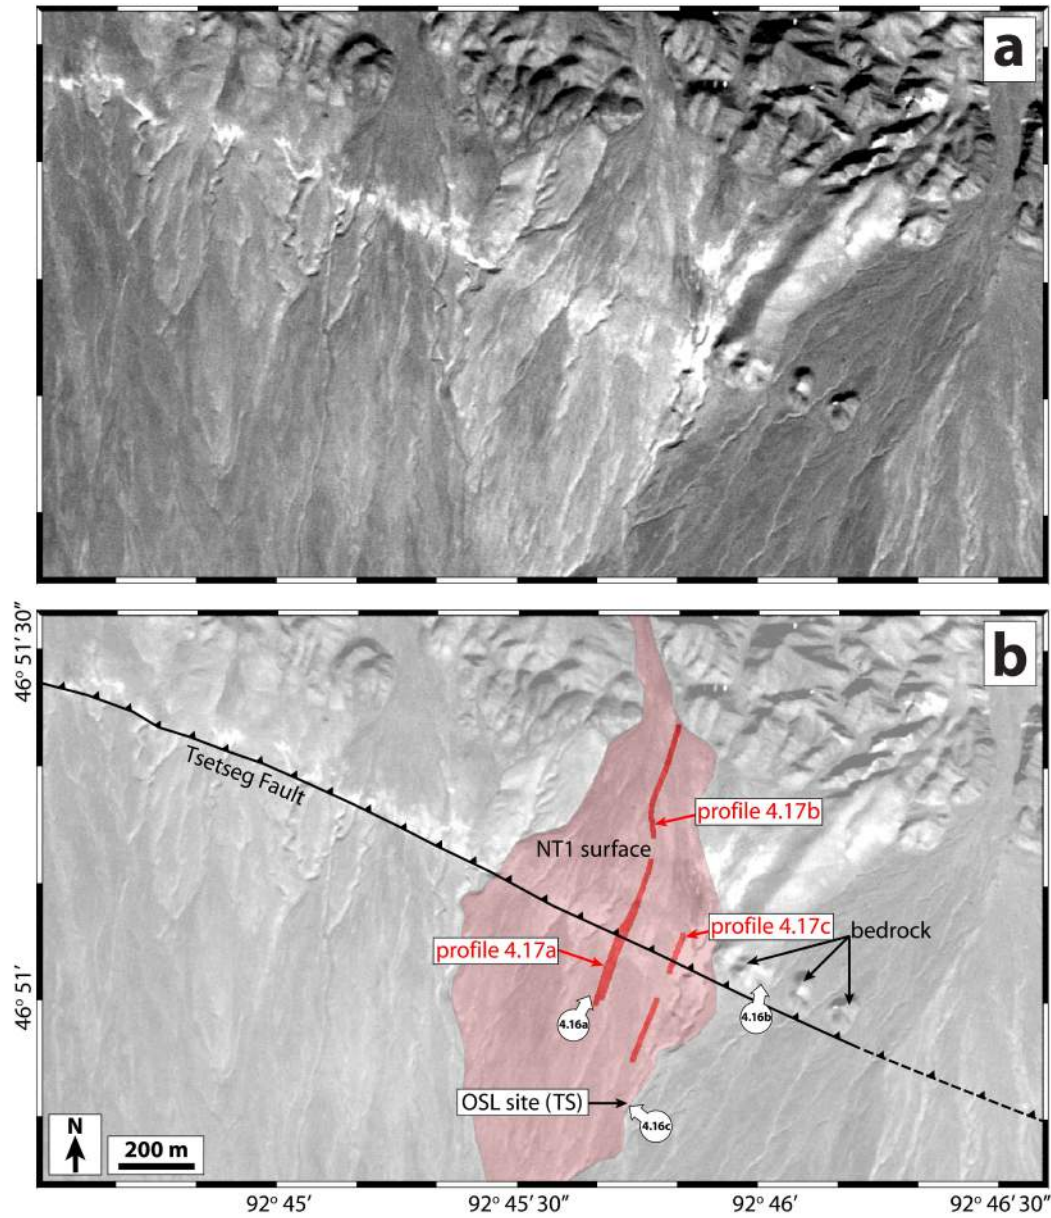 a
46° 51' 30"
b
Tsetseg Fault
profile 4.17b
NT1 surface
profile 4.17c
bedrock
profile 4.17a
46° 51'
4.16a
4.16b
OSL site (TS)
4.16c
N
200 m
92° 45'
92° 45' 30"
92° 46'
92° 46' 30"